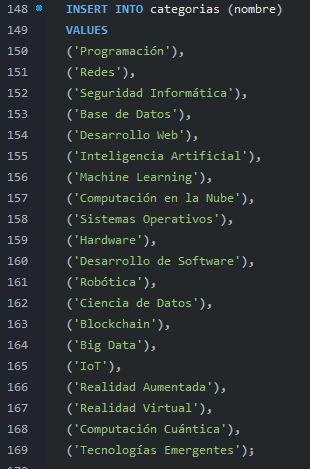 148 INSERT INTO categorias (nombre)
149 VALUES
150 ('Programación'),
151 ('Redes'),
152 ('Seguridad Informática'),
153 ('Base de Datos'),
154 ('Desarrollo Web'),
155 ('Inteligencia Artificial'),
156 ('Machine Learning'),
157 ('Computación en la Nube'),
158 ('Sistemas Operativos'),
159 ('Hardware'),
160 ('Desarrollo de Software'),
161 ('Robótica'),
162 ('Ciencia de Datos'),
163 ('Blockchain'),
164 ('Big Data'),
165 ('IoT'),
166 ('Realidad Aumentada'),
167 ('Realidad Virtual'),
168 ('Computación Cuántica'),
169 ('Tecnologías Emergentes');